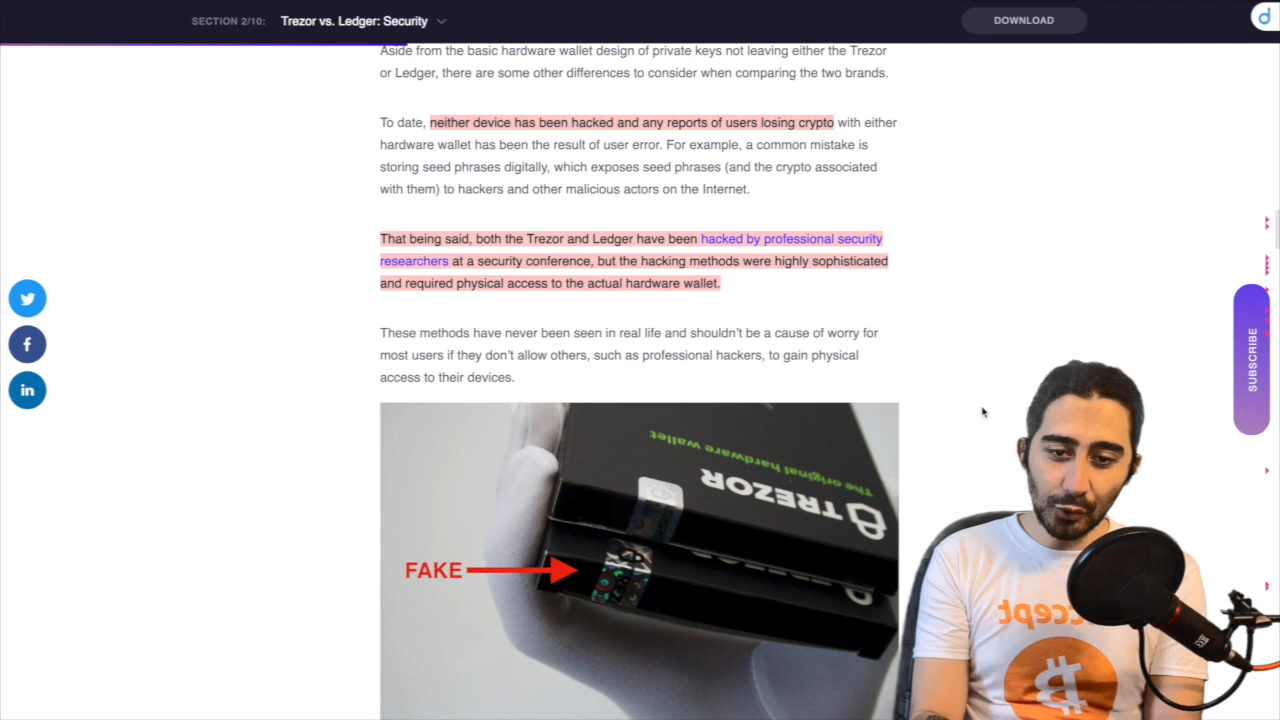 SECTION 2/10: Trezor vs. Ledger: Security
DOWNLOAD
d
Aside from the basic hardware wallet design of private keys not leaving either the Trezor
or Ledger, there are some other differences to consider when comparing the two brands.
To date, neither device has been hacked and any reports of users losing crypto with either
hardware wallet has been the result of user error. For example, a common mistake is
storing seed phrases digitally, which exposes seed phrases (and the crypto associated
with them) to hackers and other malicious actors on the Internet.
That being said, both the Trezor and Ledger have been hacked by professional security
researchers at a security conference, but the hacking methods were highly sophisticated
and required physical access to the actual hardware wallet.
These methods have never been seen in real life and shouldn't be a cause of worry for
most users if they don't allow others, such as professional hackers, to gain physical
access to their devices.
f
in
SUBSCRIBE
The original hardware wallet
TREZOR
FAKE
ccept